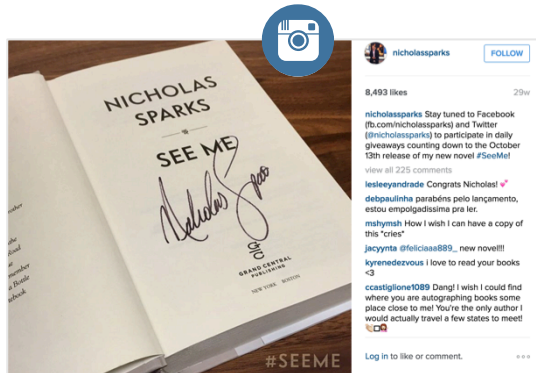 NICHOLAS
SPARKS
SEE ME
Nicholas Spar
GC
GRAND CENTRAL
PUBLISHING
NEW YORK BOSTON
#SEEME
nicholassparks
FOLLOW
8,493 likes
29w
nicholassparks Stay tuned to Facebook
(fb.com/nicholassparks) and Twitter
(@nicholassparks) to participate in daily
giveaways counting down to the October
13th release of my new novel #SeeMe!
view all 225 comments
lesleeyandrade Congrats Nicholas! 💕
debpaulinha parabéns pelo lançamento,
estou empolgadissima pra ler.
mshymsh How I wish I can have a copy of
this *cries*
jacyynta @feliciaaa889_ new novel!!!
kyrenedezvous i love to read your books
<3
ccastiglione1089 Dang! I wish I could find
where you are autographing books some
place close to me! You're the only author I
would actually travel a few states to meet!
Log in to like or comment.